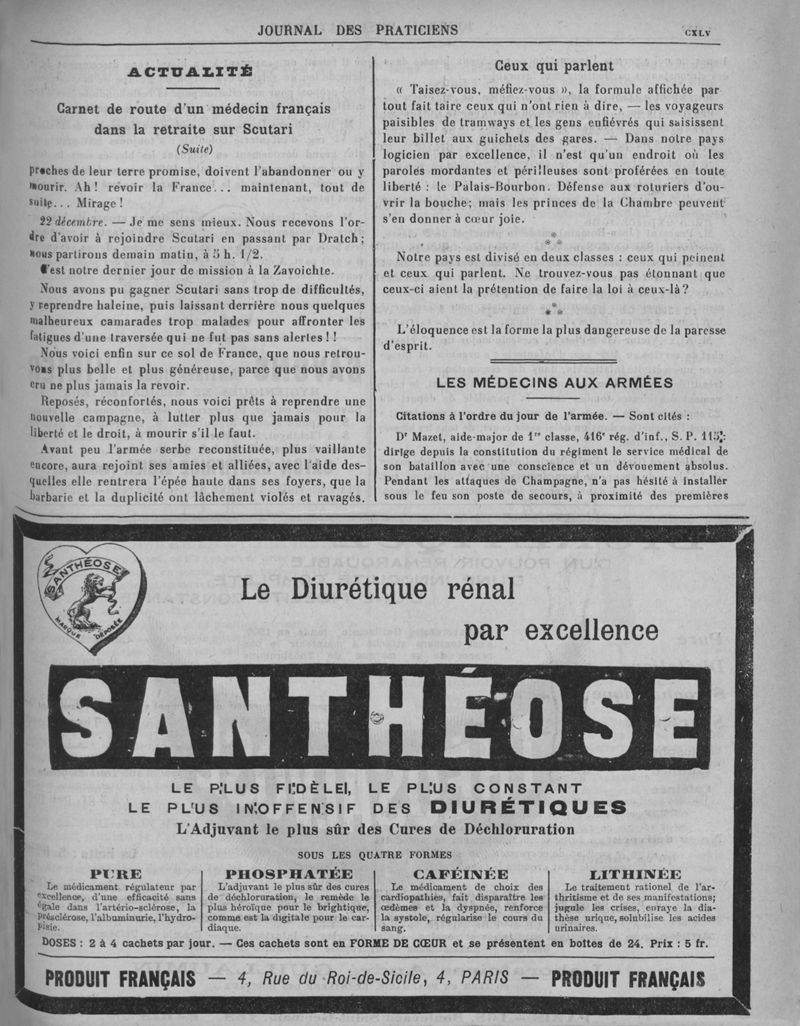 JOURNAL DES PRATICIENS
CXLV
ACTUALITÉ
Carnet de route d'un médecin français
dans la retraite sur Scutari
(Suite)
proches de leur terre promise, doivent l'abandonner ou y
mourir. Ah! revoir la France... maintenant, tout de
suite... Mirage!
22 décembre. — Je me sens mieux. Nous recevons l'or-
dre d'avoir à rejoindre Scutari en passant par Dratch;
nous partirons demain matin, à 5 h. 1/2.
C'est notre dernier jour de mission à la Zavoichte.
Nous avons pu gagner Scutari sans trop de difficultés,
y reprendre haleine, puis laissant derrière nous quelques
malheureux camarades trop malades pour affronter les
fatigues d'une traversée qui ne fut pas sans alertes!!
Nous voici enfin sur ce sol de France, que nous retrou-
vons plus belle et plus généreuse, parce que nous avons
cru ne plus jamais la revoir.
Reposés, réconfortés, nous voici prêts à reprendre une
nouvelle campagne, à lutter plus que jamais pour la
liberté et le droit, à mourir s'il le faut.
Avant peu l'armée serbe reconstituée, plus vaillante
encore, aura rejoint ses amies et alliées, avec l'aide des-
quelles elle rentrera l'épée haute dans ses foyers, que la
barbarie et la duplicité ont lâchement violés et ravagés.
Ceux qui parlent
« Taisez-vous, méfiez-vous », la formule affichée par
tout fait taire ceux qui n'ont rien à dire, — les voyageurs
paisibles de tramways et les gens enfiévrés qui saisissent
leur billet aux guichets des gares. — Dans notre pays
logicien par excellence, il n'est qu'un endroit où les
paroles mordantes et périlleuses sont proférées en toute
liberté : le Palais-Bourbon. Défense aux roturiers d'ou-
vrir la bouche; mais les princes de la Chambre peuvent
s'en donner à cœur joie.
*
* *
Notre pays est divisé en deux classes : ceux qui peinent
et ceux qui parlent. Ne trouvez-vous pas étonnant que
ceux-ci aient la prétention de faire la loi à ceux-là?
*
* *
L'éloquence est la forme la plus dangereuse de la paresse
d'esprit.
LES MÉDECINS AUX ARMÉES
Citations à l'ordre du jour de l'armée. — Sont cités :
Dr Mazet, aide-major de 1re classe, 416e rég. d'inf., S. P. 115:
dirige depuis la constitution du régiment le service médical de
son bataillon avec une conscience et un dévouement absolus.
Pendant les attaques de Champagne, n'a pas hésité à installer
sous le feu son poste de secours, à proximité des premières
SANTHÉOSE
MARQUE DÉPOSÉE
Le Diurétique rénal
par excellence
SANTHÉOSE
LE PLUS FIDÈLE, LE PLUS CONSTANT
LE PLUS INOFFENSIF DES DIURÉTIQUES
L'Adjuvant le plus sûr des Cures de Déchloruration
SOUS LES QUATRE FORMES
PURE
Le médicament régulateur par
excellence, d'une efficacité sans
égale dans l'artério-sclérose, la
présclérose, l'albuminurie, l'hydro-
pisie.
PHOSPHATÉE
L'adjuvant le plus sûr des cures
de déchloruration, le remède le
plus héroïque pour le brightique,
comme est la digitale pour le car-
diaque.
CAFÉINÉE
Le médicament de choix des
cardiopathies, fait disparaître les
œdèmes et la dyspnée, renforce
la systole, régularise le cours du
sang.
LITHINÉE
Le traitement rationel de l'ar-
thritisme et de ses manifestations;
jugule les crises, enraye la dia-
thèse urique, solubilise les acides
urinaires.
DOSES : 2 à 4 cachets par jour. — Ces cachets sont en FORME DE CŒUR et se présentent en boîtes de 24. Prix : 5 fr.
PRODUIT FRANÇAIS — 4, Rue du Roi-de-Sicile, 4, PARIS — PRODUIT FRANÇAIS